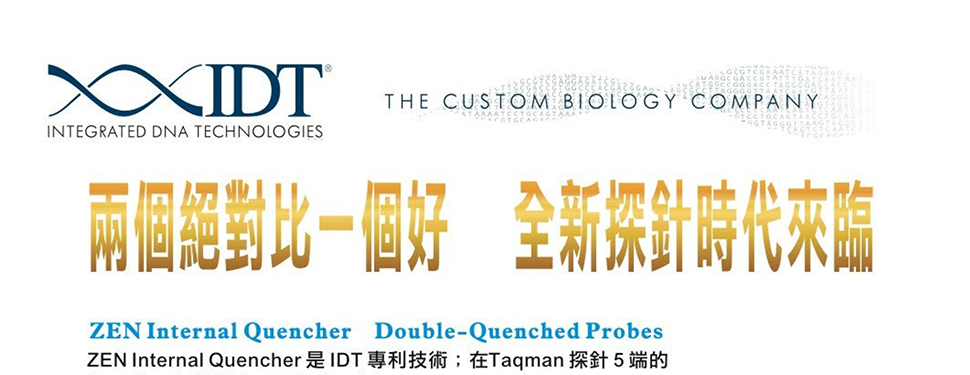 IDT®
INTEGRATED DNA TECHNOLOGIES
THE CUSTOM BIOLOGY COMPANY
兩個絕對比一個好 全新探針時代來臨
ZEN Internal Quencher Double-Quenched Probes
ZEN Internal Quencher 是 IDT 專利技術；在Taqman 探針 5 端的